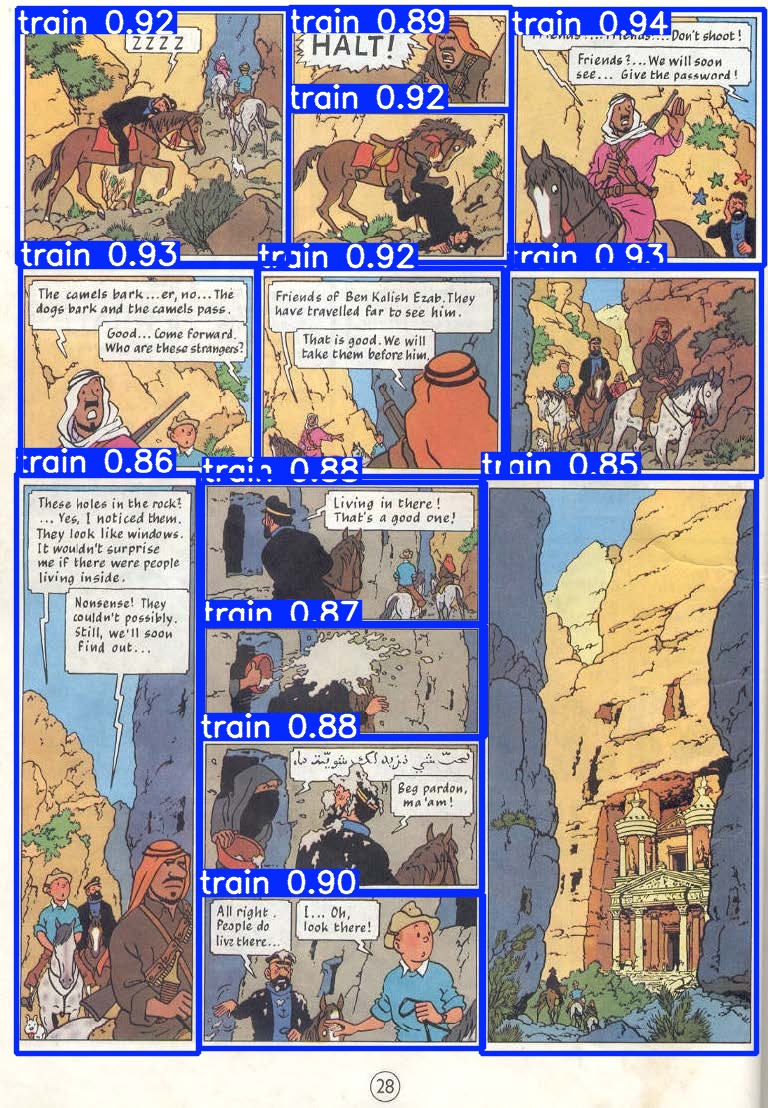 train 0.92
ZZZZ
train 0.89
HALT!
train 0.92
train 0.94
Friends....Friends....Don't shoot!
Friends?...We will soon
see... Give the password!
train 0.93
The camels bark...er, no... The
dogs bark and the camels pass.
Good... Come forward.
Who are these strangers?
train 0.92
Friends of Ben Kalish Ezab. They
have travelled far to see him.
That is good. We will
take them before him.
train 0.93
train 0.86
These holes in the rock?
... Yes, I noticed them.
They look like windows.
It wouldn't surprise
me if there were people
living inside.
Nonsense! They
couldn't possibly.
Still, we'll soon
find out...
train 0.88
Living in there!
That's a good one!
train 0.87
train 0.88
Beg pardon,
ma'am!
train 0.90
All right.
People do
live there...
I... Oh,
look there!
train 0.85
28